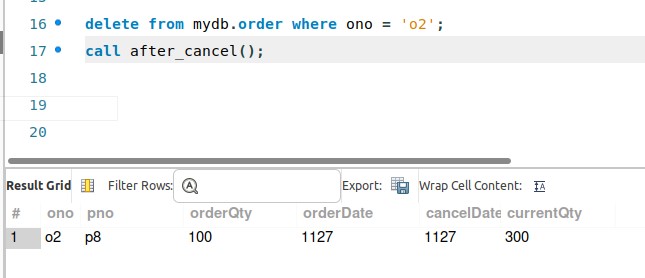 16 delete from mydb.order where ono = 'o2';
17 call after_cancel();
18
19
20
Result Grid Filter Rows: Export: Wrap Cell Content: IA
# ono pno orderQty orderDate cancelDate currentQty
1 o2 p8 100 1127 1127 300